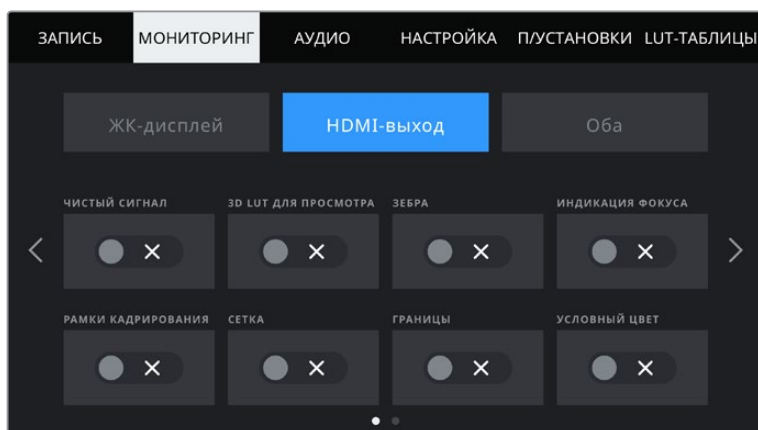 ЗАПИСЬ МОНИТОРИНГ АУДИО НАСТРОЙКА П/УСТАНОВКИ LUT-ТАБЛИЦЫ
ЖК-дисплей HDMI-выход Оба
ЧИСТЫЙ СИГНАЛ 3D LUT ДЛЯ ПРОСМОТРА ЗЕБРА ИНДИКАЦИЯ ФОКУСА
РАМКИ КАДРИРОВАНИЯ СЕТКА ГРАНИЦЫ УСЛОВНЫЙ ЦВЕТ